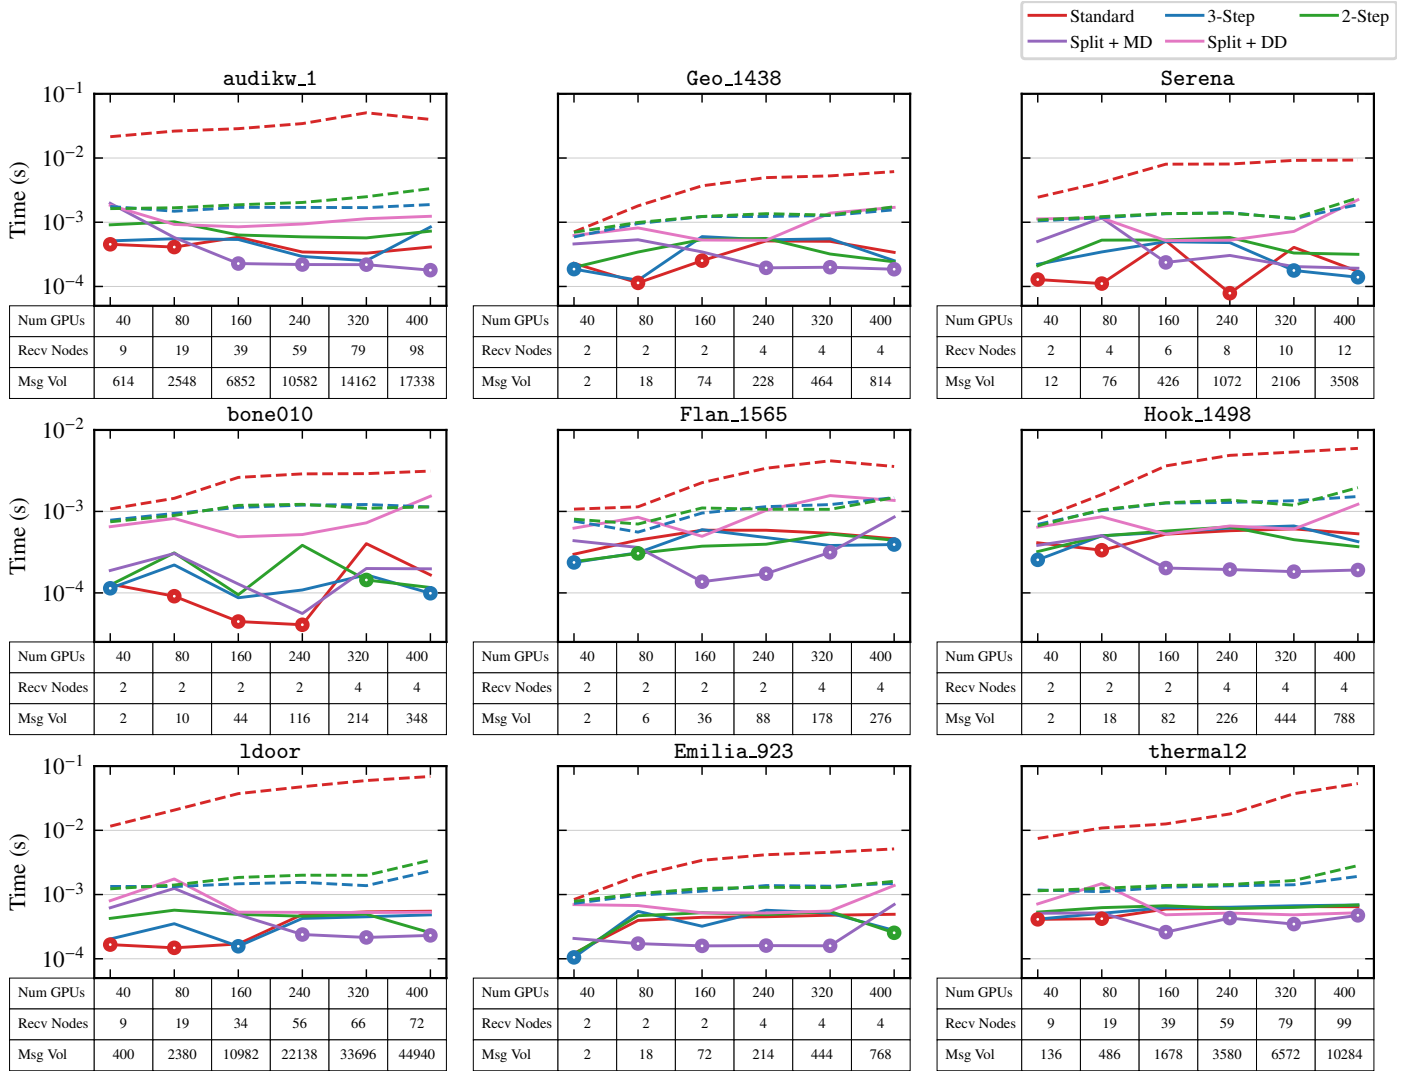 Standard 3-Step 2-Step
Split + MD Split + DD
audikw_1 Geo_1438 Serena
10⁻¹
10⁻²
10⁻³
10⁻⁴
Time (s)
Num GPUs 40 80 160 240 320 400
Recv Nodes 9 19 39 59 79 98
Msg Vol 614 2548 6852 10582 14162 17338
Num GPUs 40 80 160 240 320 400
Recv Nodes 2 2 2 4 4 4
Msg Vol 2 18 74 228 464 814
Num GPUs 40 80 160 240 320 400
Recv Nodes 2 4 6 8 10 12
Msg Vol 12 76 426 1072 2106 3508
bone010 Flan_1565 Hook_1498
10⁻²
10⁻³
10⁻⁴
Time (s)
Num GPUs 40 80 160 240 320 400
Recv Nodes 2 2 2 2 4 4
Msg Vol 2 10 44 116 214 348
Num GPUs 40 80 160 240 320 400
Recv Nodes 2 2 2 2 4 4
Msg Vol 2 6 36 88 178 276
Num GPUs 40 80 160 240 320 400
Recv Nodes 2 2 2 4 4 4
Msg Vol 2 18 82 226 444 788
ldoor Emilia_923 thermal2
10⁻¹
10⁻²
10⁻³
10⁻⁴
Time (s)
Num GPUs 40 80 160 240 320 400
Recv Nodes 9 19 34 56 66 72
Msg Vol 400 2380 10982 22138 33696 44940
Num GPUs 40 80 160 240 320 400
Recv Nodes 2 2 2 4 4 4
Msg Vol 2 18 72 214 444 768
Num GPUs 40 80 160 240 320 400
Recv Nodes 9 19 39 59 79 99
Msg Vol 136 486 1678 3580 6572 10284